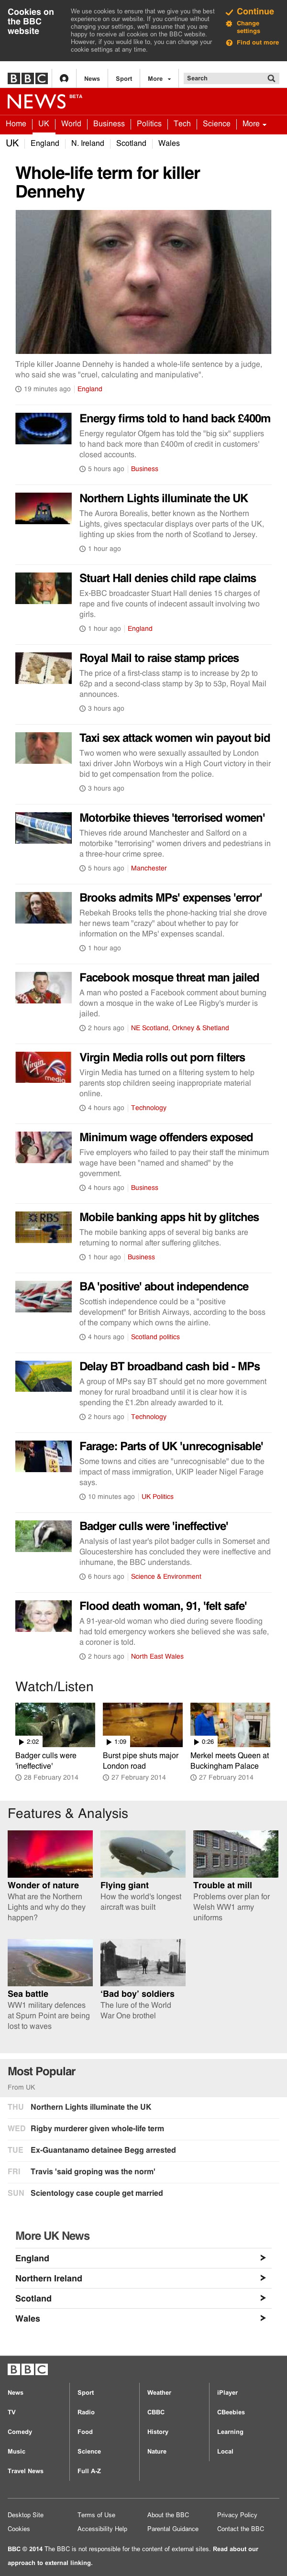 Cookies on the BBC website
We use cookies to ensure that we give you the best
experience on our website. If you continue without
changing your settings, we'll assume that you are
happy to receive all cookies on the BBC website.
However, if you would like to, you can change your
cookie settings at any time.
Continue
Change settings
Find out more
BBC
News
Sport
More
Search
NEWS BETA
Home
UK
World
Business
Politics
Tech
Science
More
UK
England
N. Ireland
Scotland
Wales
Whole-life term for killer
Dennehy
Triple killer Joanne Dennehy is handed a whole-life sentence by a judge,
who said she was "cruel, calculating and manipulative".
19 minutes ago England
Energy firms told to hand back £400m
Energy regulator Ofgem has told the "big six" suppliers
to hand back more than £400m of credit in customers'
closed accounts.
5 hours ago Business
Northern Lights illuminate the UK
The Aurora Borealis, better known as the Northern
Lights, gives spectacular displays over parts of the UK,
lighting up skies from the north of Scotland to Jersey.
1 hour ago
Stuart Hall denies child rape claims
Ex-BBC broadcaster Stuart Hall denies 15 charges of
rape and five counts of indecent assault involving two
girls.
1 hour ago England
Royal Mail to raise stamp prices
The price of a first-class stamp is to increase by 2p to
62p and a second-class stamp by 3p to 53p, Royal Mail
announces.
3 hours ago
Taxi sex attack women win payout bid
Two women who were sexually assaulted by London
taxi driver John Worboys win a High Court victory in their
bid to get compensation from the police.
3 hours ago
Motorbike thieves 'terrorised women'
Thieves ride around Manchester and Salford on a
motorbike "terrorising" women drivers and pedestrians in
a three-hour crime spree.
5 hours ago Manchester
Brooks admits MPs' expenses 'error'
Rebekah Brooks tells the phone-hacking trial she drove
her news team "crazy" about whether to pay for
information on the MPs' expenses scandal.
1 hour ago
Facebook mosque threat man jailed
A man who posted a Facebook comment about burning
down a mosque in the wake of Lee Rigby's murder is
jailed.
2 hours ago NE Scotland, Orkney & Shetland
Virgin Media rolls out porn filters
Virgin Media has turned on a filtering system to help
parents stop children seeing inappropriate material
online.
4 hours ago Technology
Minimum wage offenders exposed
Five employers who failed to pay their staff the minimum
wage have been "named and shamed" by the
government.
4 hours ago Business
Mobile banking apps hit by glitches
The mobile banking apps of several big banks are
returning to normal after suffering glitches.
1 hour ago Business
BA 'positive' about independence
Scottish independence could be a "positive
development" for British Airways, according to the boss
of the company which owns the airline.
4 hours ago Scotland politics
Delay BT broadband cash bid - MPs
A group of MPs say BT should get no more government
money for rural broadband until it is clear how it is
spending the £1.2bn already awarded to it.
2 hours ago Technology
Farage: Parts of UK 'unrecognisable'
Some towns and cities are "unrecognisable" due to the
impact of mass immigration, UKIP leader Nigel Farage
says.
10 minutes ago UK Politics
Badger culls were 'ineffective'
Analysis of last year's pilot badger culls in Somerset and
Gloucestershire has concluded they were ineffective and
inhumane, the BBC understands.
6 hours ago Science & Environment
Flood death woman, 91, 'felt safe'
A 91-year-old woman who died during severe flooding
had told emergency workers she believed she was safe,
a coroner is told.
2 hours ago North East Wales
Watch/Listen
2:02
1:09
0:26
Badger culls were 'ineffective'
28 February 2014
Burst pipe shuts major London road
27 February 2014
Merkel meets Queen at Buckingham Palace
27 February 2014
Features & Analysis
Wonder of nature
What are the Northern Lights and why do they happen?
Flying giant
How the world's longest aircraft was built
Trouble at mill
Problems over plan for Welsh WW1 army uniforms
Sea battle
WW1 military defences at Spurn Point are being lost to waves
'Bad boy' soldiers
The lure of the World War One brothel
Most Popular
From UK
THU Northern Lights illuminate the UK
WED Rigby murderer given whole-life term
TUE Ex-Guantanamo detainee Begg arrested
FRI Travis 'said groping was the norm'
SUN Scientology case couple get married
More UK News
England
Northern Ireland
Scotland
Wales
BBC
News
Sport
Weather
iPlayer
TV
Radio
CBBC
CBeebies
Comedy
Food
History
Learning
Music
Science
Nature
Local
Travel News
Full A-Z
Desktop Site
Terms of Use
About the BBC
Privacy Policy
Cookies
Accessibility Help
Parental Guidance
Contact the BBC
BBC © 2014 The BBC is not responsible for the content of external sites. Read about our
approach to external linking.